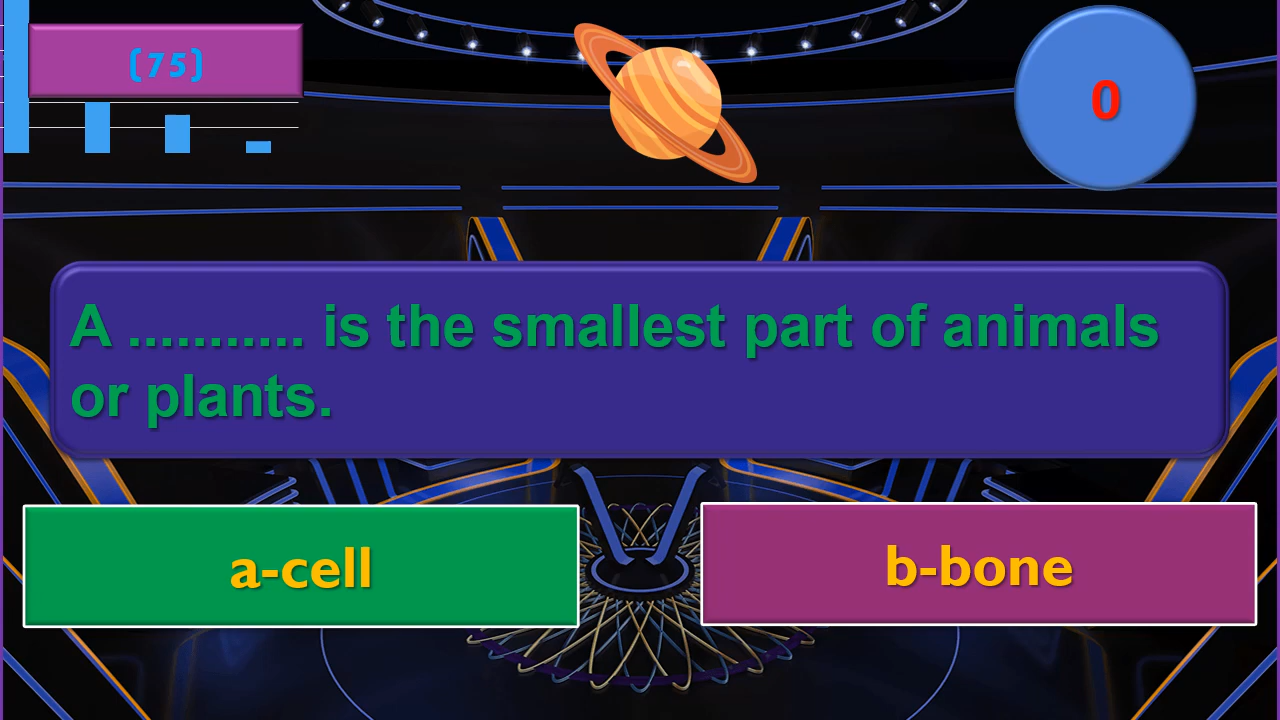 (75)
0
A ........... is the smallest part of animals
or plants.
a-cell
b-bone